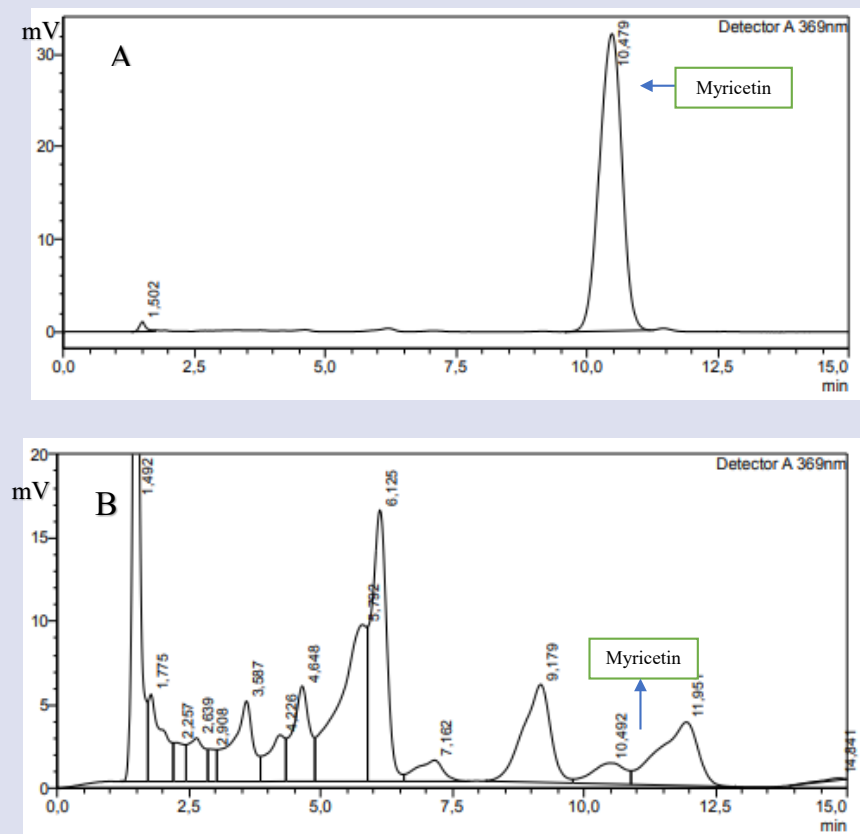 mV
A
Detector A 369nm
30
20
10
0
1,502
10,479
Myricetin
0,0 2,5 5,0 7,5 10,0 12,5 15,0
min
mV
B
Detector A 369nm
20
15
10
5
0
1,492
1,775
2,257
2,639
2,908
3,587
4,226
4,648
5,792
6,125
7,162
9,179
10,492
Myricetin
11,951
14,841
0,0 2,5 5,0 7,5 10,0 12,5 15,0
min